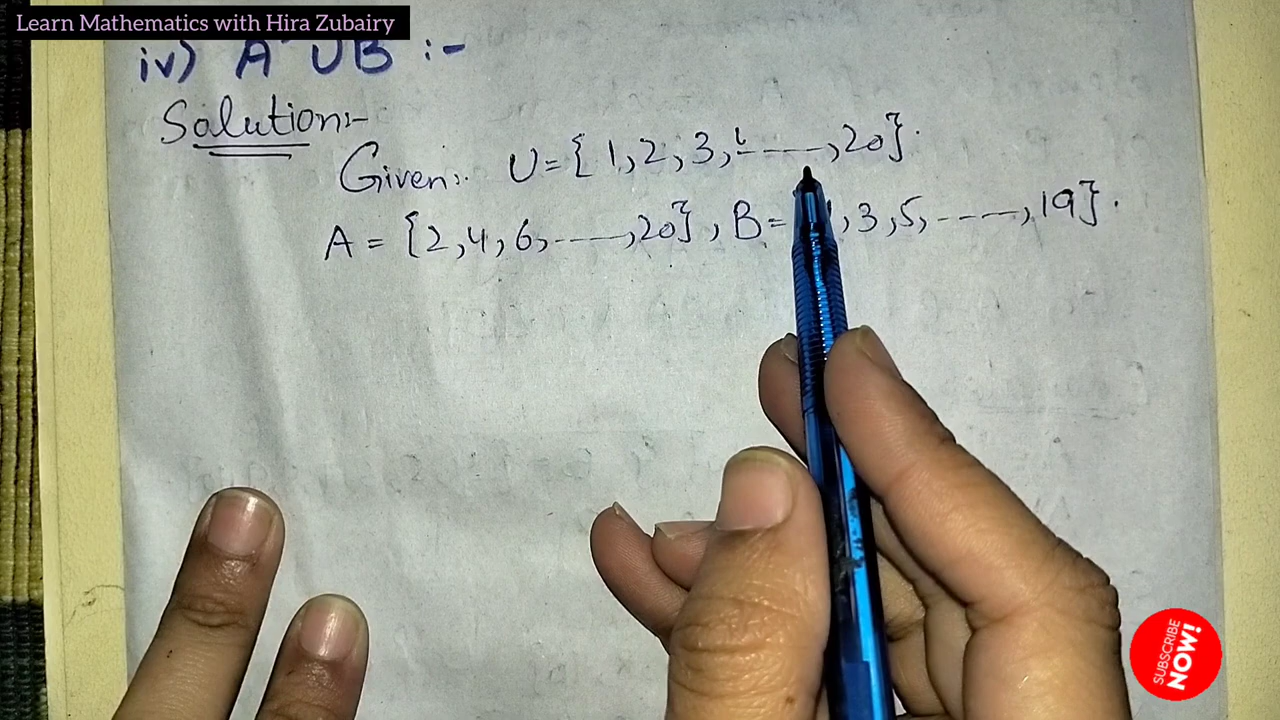 Learn Mathematics with Hira Zubairy
iv) A' ∪ B :-
Solution:-
Given:. U = { 1, 2, 3, ----, 20 }.
A = { 2, 4, 6, ----, 20 }, B = , 3, 5, ----, 19 }.
SUBSCRIBE
NOW!